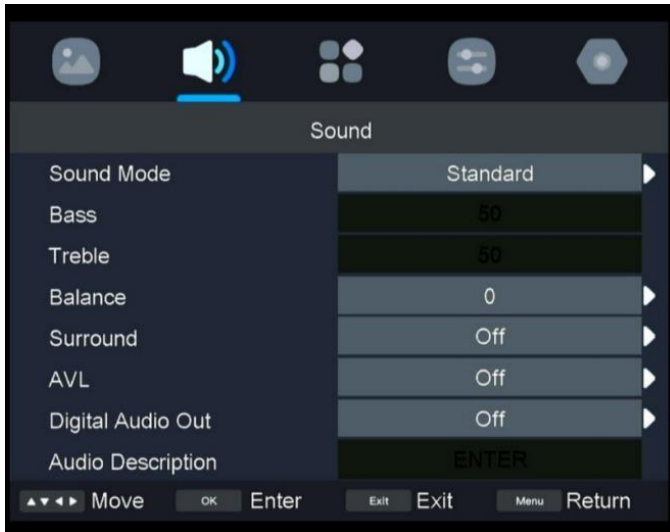 Sound
Sound Mode Standard
Bass 50
Treble 50
Balance 0
Surround Off
AVL Off
Digital Audio Out Off
Audio Description ENTER
Move OK Enter Exit Exit Menu Return